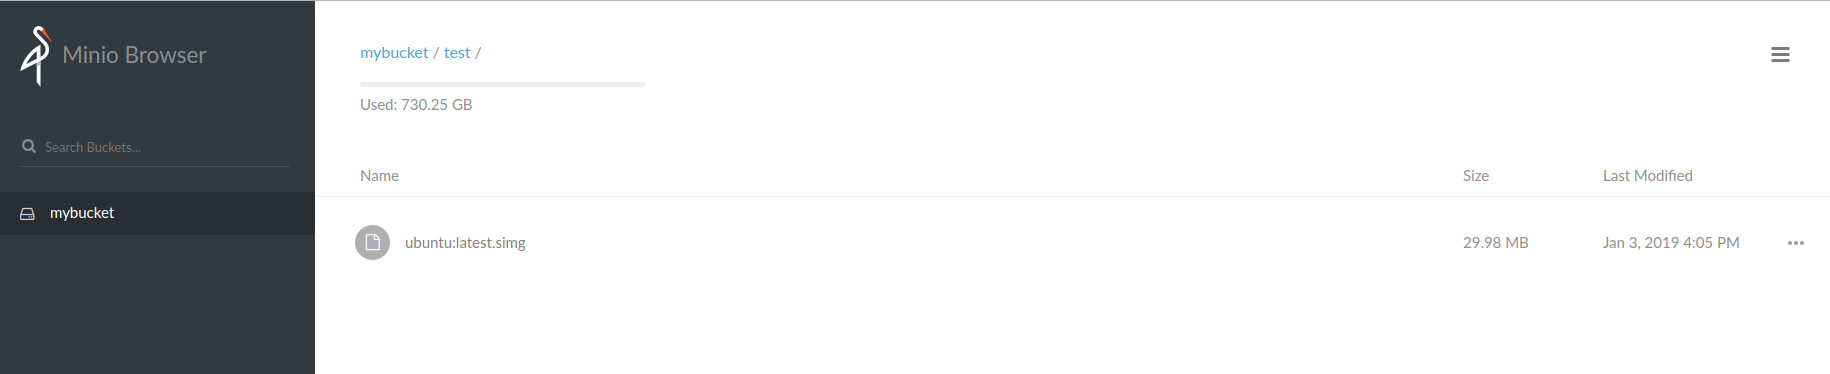 Minio Browser
Search Buckets...
mybucket
mybucket / test /
Used: 730.25 GB
Name Size Last Modified
ubuntu:latest.simg 29.98 MB Jan 3, 2019 4:05 PM